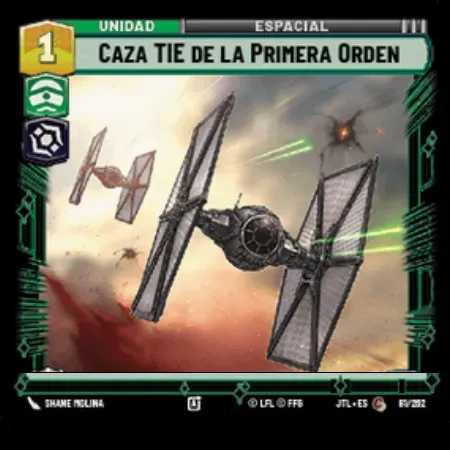 UNIDAD
ESPACIAL
1
CAZA TIE DE LA PRIMERA ORDEN
SHANE MOLINA
© LFL © FFG
JTL•ES